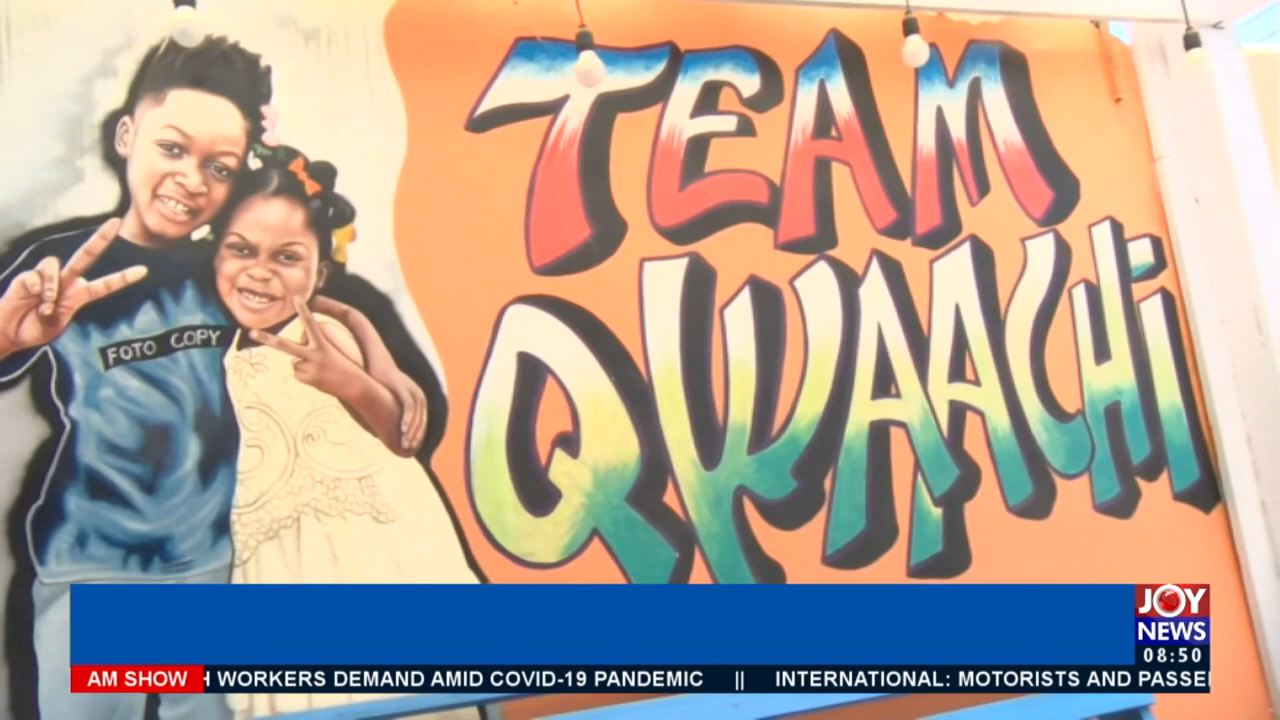 TEAM
QWAACHI
FOTO COPY
JOY
NEWS
08:50
AM SHOW
WORKERS DEMAND AMID COVID-19 PANDEMIC || INTERNATIONAL: MOTORISTS AND